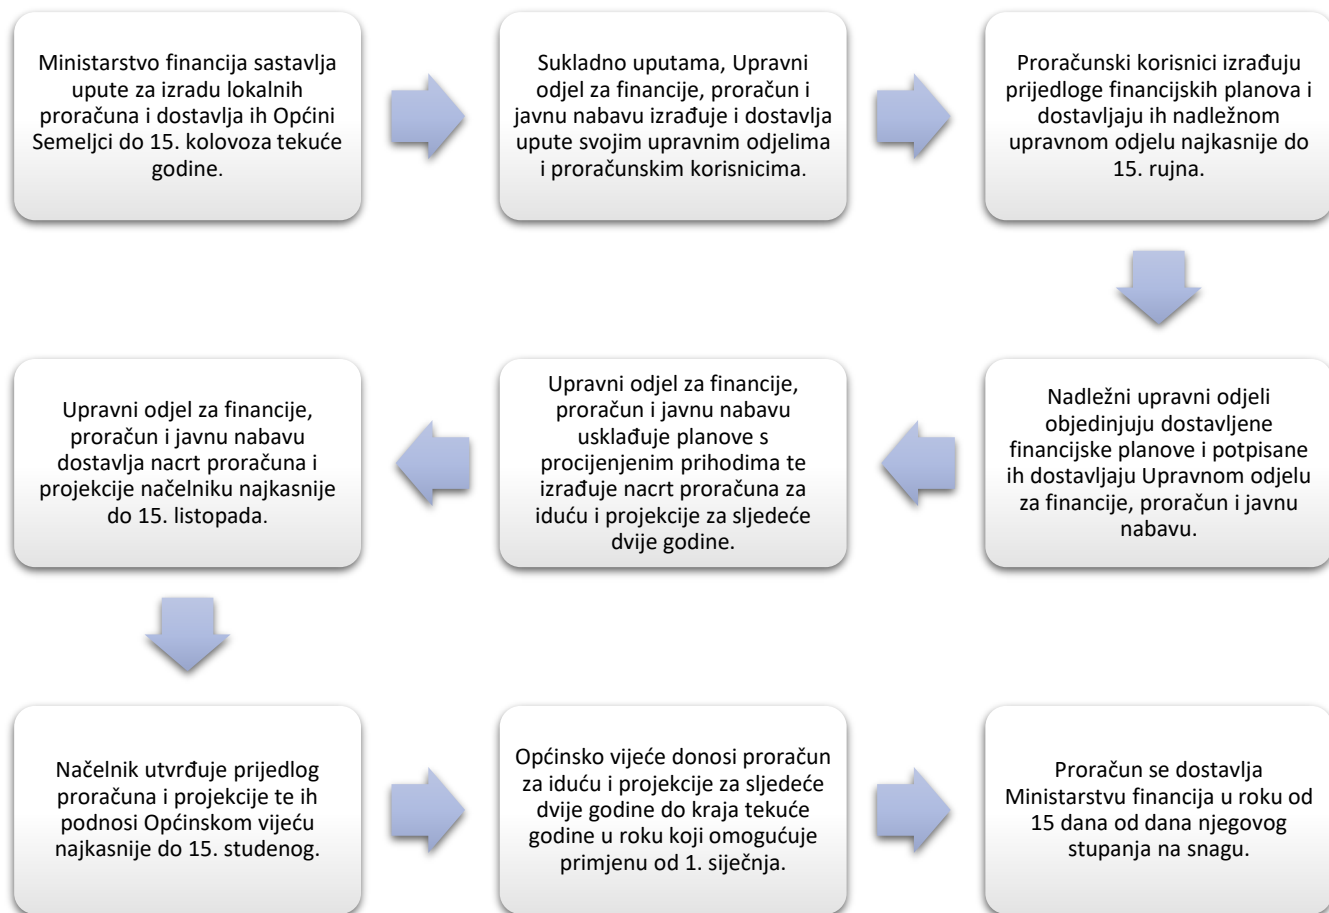 Ministarstvo financija sastavlja
upute za izradu lokalnih
proračuna i dostavlja ih Općini
Semeljci do 15. kolovoza tekuće
godine.
Sukladno uputama, Upravni
odjel za financije, proračun i
javnu nabavu izrađuje i dostavlja
upute svojim upravnim odjelima
i proračunskim korisnicima.
Proračunski korisnici izrađuju
prijedloge financijskih planova i
dostavljaju ih nadležnom
upravnom odjelu najkasnije do
15. rujna.
Nadležni upravni odjeli
objedinjuju dostavljene
financijske planove i potpisane
ih dostavljaju Upravnom odjelu
za financije, proračun i javnu
nabavu.
Upravni odjel za financije,
proračun i javnu nabavu
usklađuje planove s
procijenjenim prihodima te
izrađuje nacrt proračuna za
iduću i projekcije za sljedeće
dvije godine.
Upravni odjel za financije,
proračun i javnu nabavu
dostavlja nacrt proračuna i
projekcije načelniku najkasnije
do 15. listopada.
Načelnik utvrđuje prijedlog
proračuna i projekcije te ih
podnosi Općinskom vijeću
najkasnije do 15. studenog.
Općinsko vijeće donosi proračun
za iduću i projekcije za sljedeće
dvije godine do kraja tekuće
godine u roku koji omogućuje
primjenu od 1. siječnja.
Proračun se dostavlja
Ministarstvu financija u roku od
15 dana od dana njegovog
stupanja na snagu.